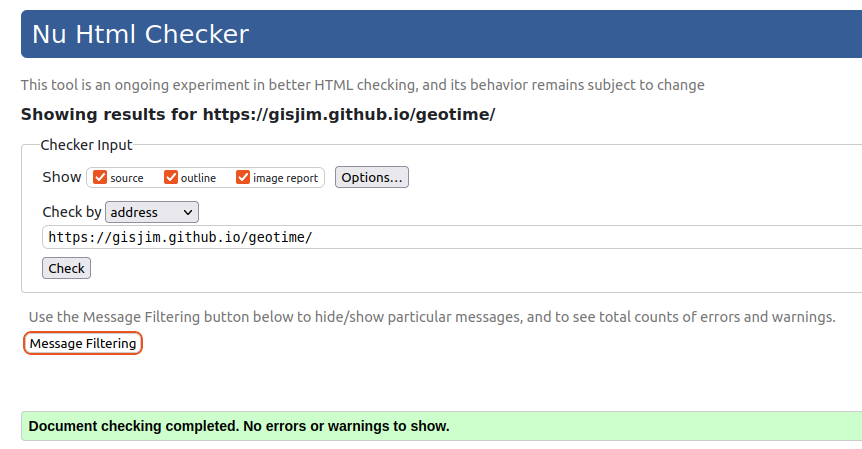 Nu Html Checker
This tool is an ongoing experiment in better HTML checking, and its behavior remains subject to change
Showing results for https://gisjim.github.io/geotime/
Checker Input
Show source outline image report Options...
Check by address
https://gisjim.github.io/geotime/
Check
Use the Message Filtering button below to hide/show particular messages, and to see total counts of errors and warnings.
Message Filtering
Document checking completed. No errors or warnings to show.